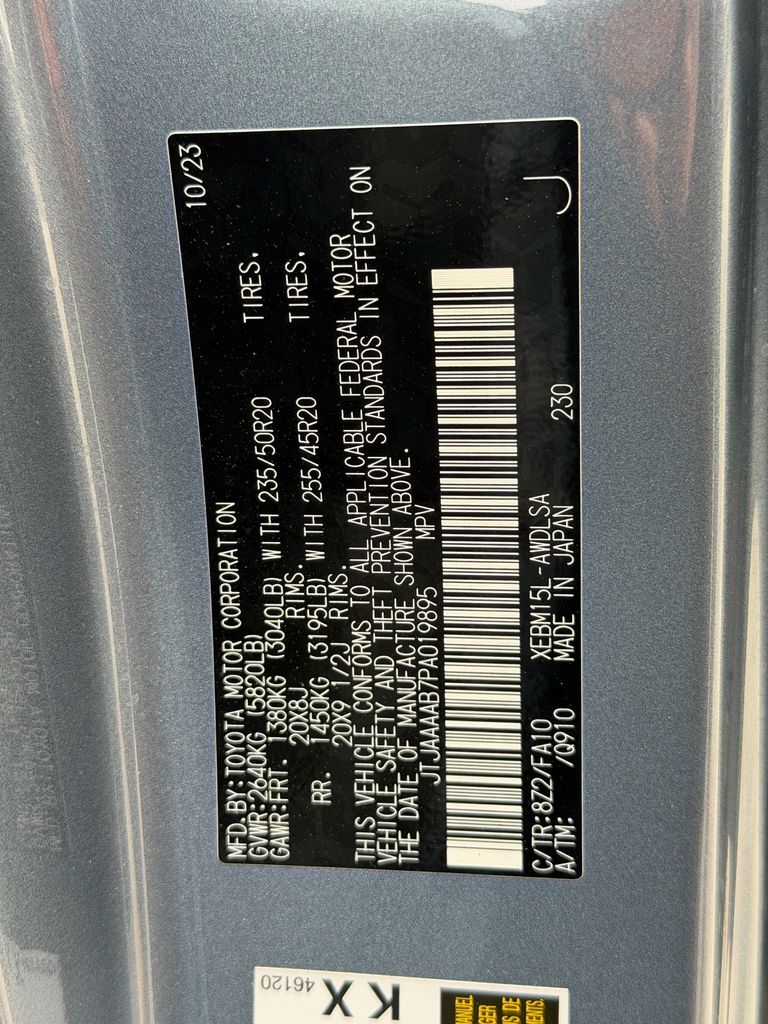 10/23
MFD.BY:TOYOTA MOTOR CORPORATION
GVWR:2640KG (5820LB)
GAWR:FRT. 1380KG (3040LB) WITH 235/50R20 TIRES.
20X8J RIMS.
RR. 1450KG (3195LB) WITH 255/45R20 TIRES.
20X9 1/2J RIMS.
THIS VEHICLE CONFORMS TO ALL APPLICABLE FEDERAL MOTOR
VEHICLE SAFETY AND THEFT PREVENTION STANDARDS IN EFFECT ON
THE DATE OF MANUFACTURE SHOWN ABOVE.
JTJAAAAB7PA019895 MPV
C/TR:8Z2/FA10 XEBM15L-AWDLSA
A/TM: /Q910 MADE IN JAPAN 230
J
46120
KX
MANUEL